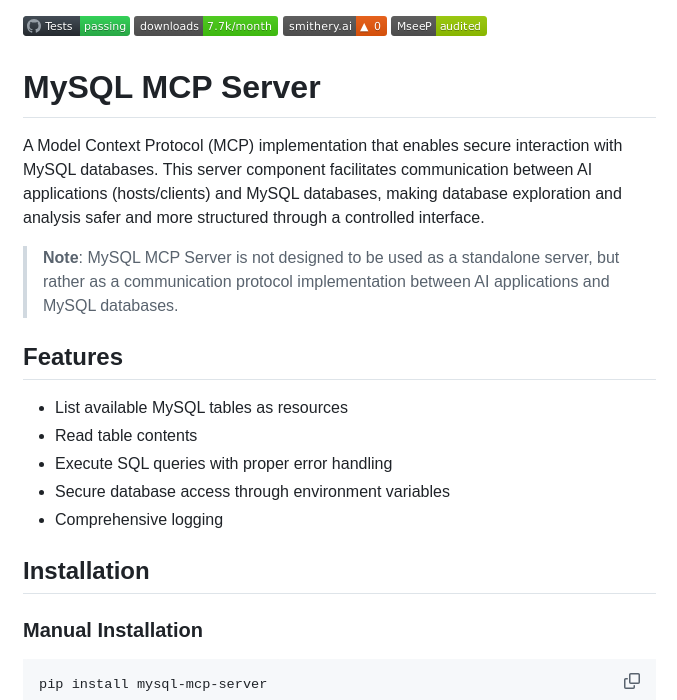 Tests passing downloads 7.7k/month smithery.ai ▲ 0 MseeP audited
MySQL MCP Server
A Model Context Protocol (MCP) implementation that enables secure interaction with
MySQL databases. This server component facilitates communication between AI
applications (hosts/clients) and MySQL databases, making database exploration and
analysis safer and more structured through a controlled interface.
Note: MySQL MCP Server is not designed to be used as a standalone server, but
rather as a communication protocol implementation between AI applications and
MySQL databases.
Features
• List available MySQL tables as resources
• Read table contents
• Execute SQL queries with proper error handling
• Secure database access through environment variables
• Comprehensive logging
Installation
Manual Installation
pip install mysql-mcp-server